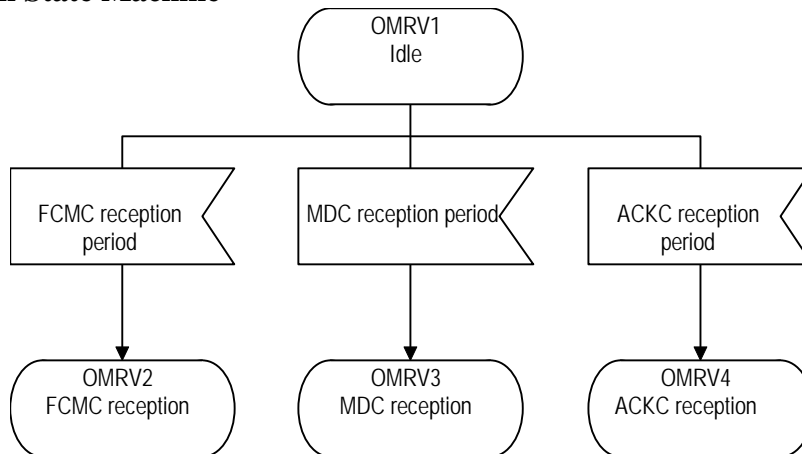 State Machine
OMRV1
Idle
FCMC reception
period
MDC reception period
ACKC reception
period
OMRV2
FCMC reception
OMRV3
MDC reception
OMRV4
ACKC reception